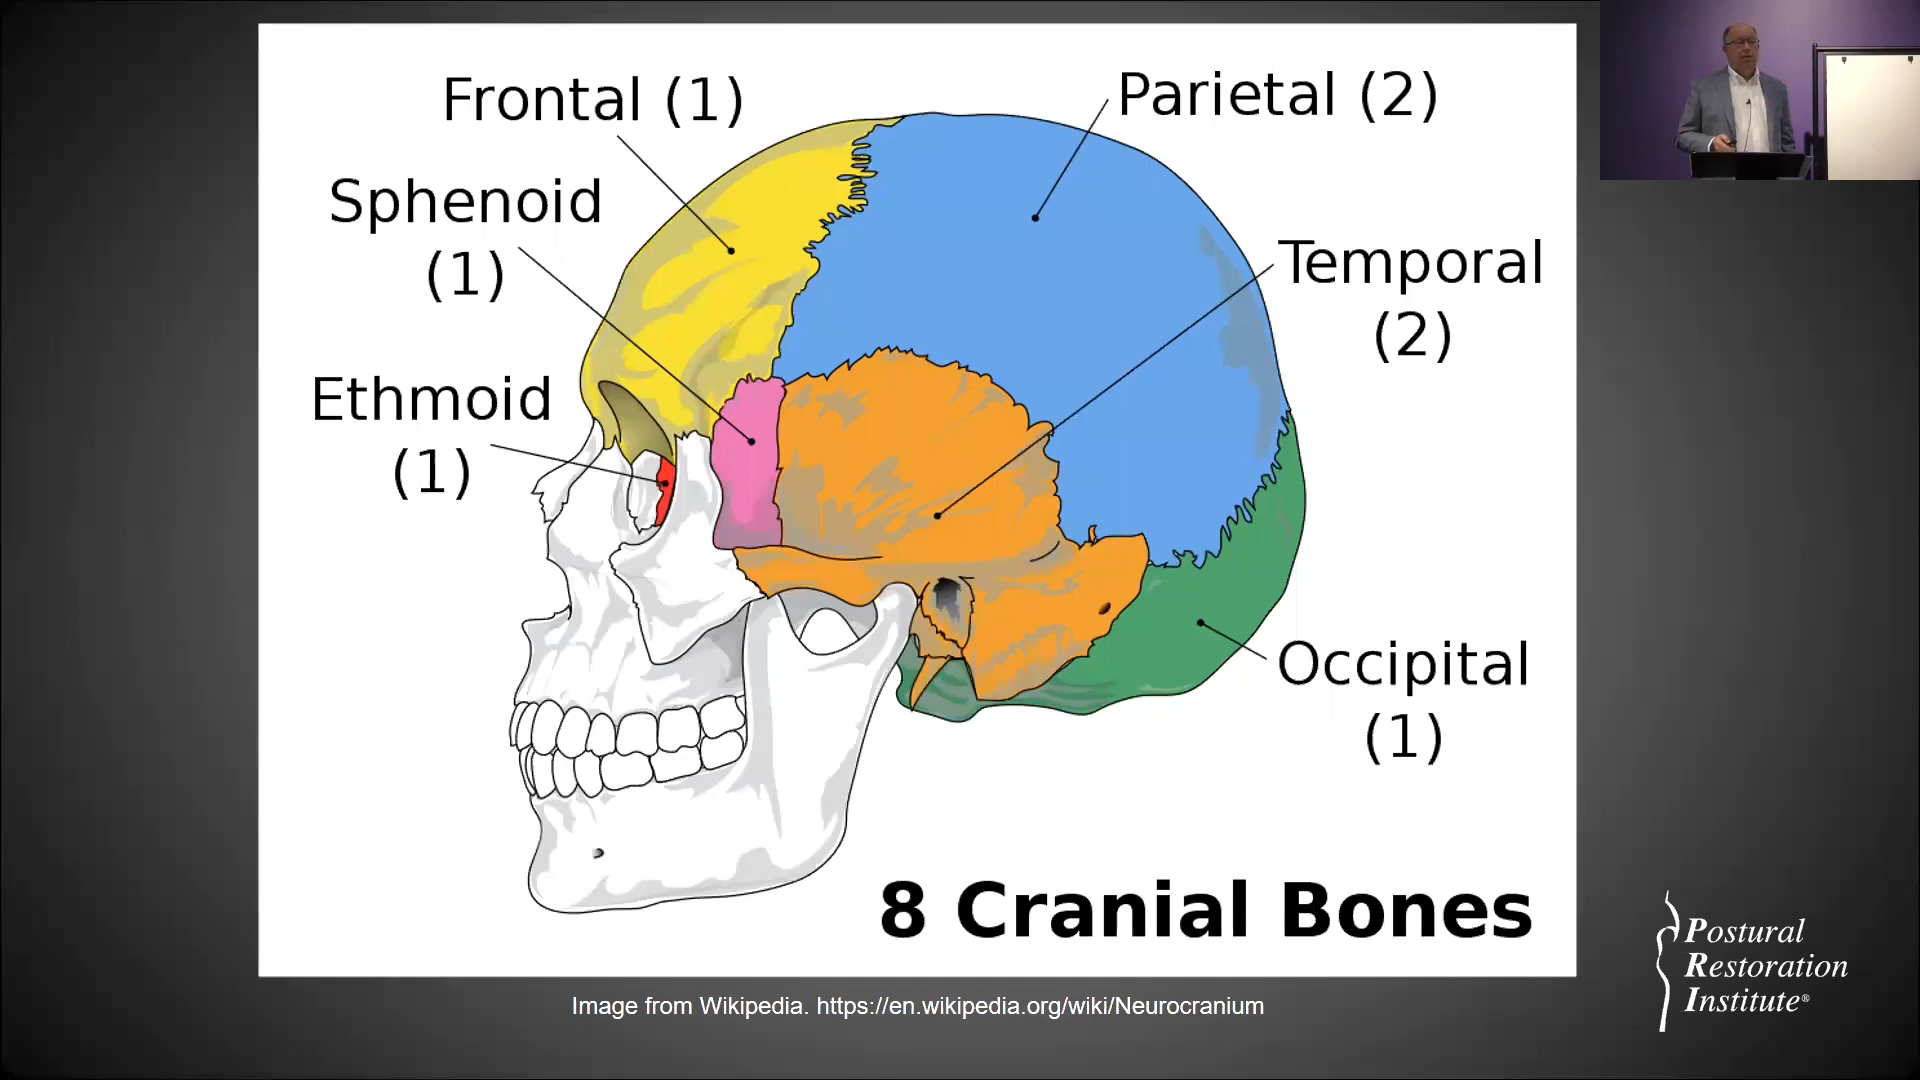 Frontal (1)
Parietal (2)
Sphenoid
(1)
Temporal
(2)
Ethmoid
(1)
Occipital
(1)
8 Cranial Bones
Image from Wikipedia. https://en.wikipedia.org/wiki/Neurocranium
Postural
Restoration
Institute®